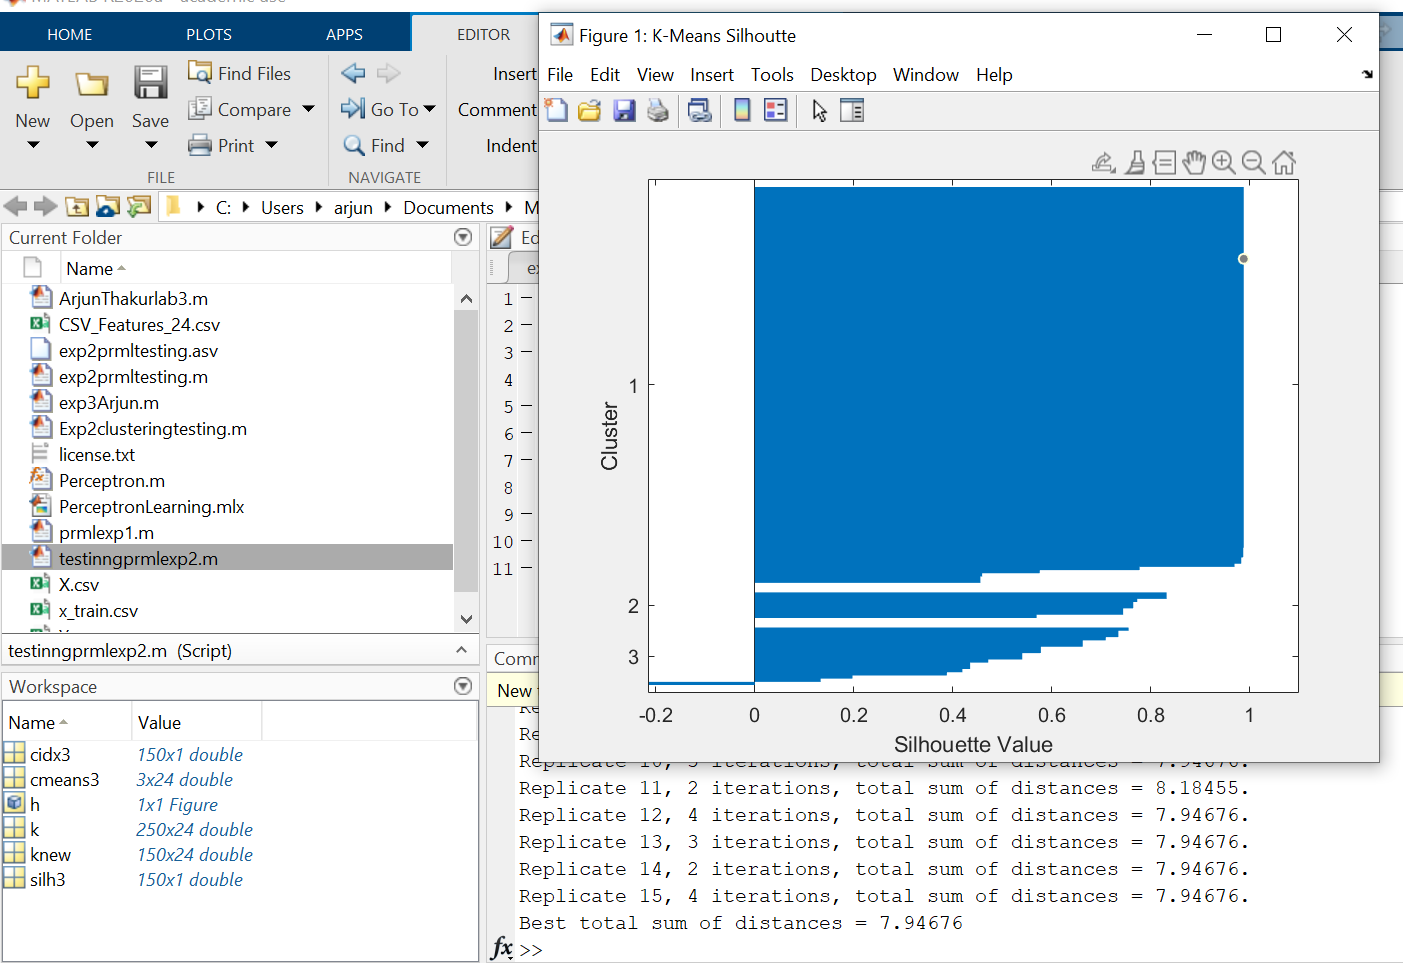 HOME PLOTS APPS EDITOR
Figure 1: K-Means Silhoutte
File Edit View Insert Tools Desktop Window Help
Find Files
Compare
Print
New Open Save
Go To
Find
Insert
Comment
Indent
FILE NAVIGATE
C: Users arjun Documents M
Current Folder
Name
ArjunThakurlab3.m
CSV_Features_24.csv
exp2prmltesting.asv
exp2prmltesting.m
exp3Arjun.m
Exp2clusteringtesting.m
license.txt
Perceptron.m
PerceptronLearning.mlx
prmlexp1.m
testinngprmlexp2.m
X.csv
x_train.csv
testinngprmlexp2.m (Script)
Workspace
Name Value
cidx3 150x1 double
cmeans3 3x24 double
h 1x1 Figure
k 250x24 double
knew 150x24 double
silh3 150x1 double
Ed
1
2
3
4
5
6
7
8
9
10
11
Cluster
1
2
3
-0.2 0 0.2 0.4 0.6 0.8 1
Silhouette Value
Comm
New
Re
Replicate 11, 2 iterations, total sum of distances = 8.18455.
Replicate 12, 4 iterations, total sum of distances = 7.94676.
Replicate 13, 3 iterations, total sum of distances = 7.94676.
Replicate 14, 2 iterations, total sum of distances = 7.94676.
Replicate 15, 4 iterations, total sum of distances = 7.94676.
Best total sum of distances = 7.94676
fx >>